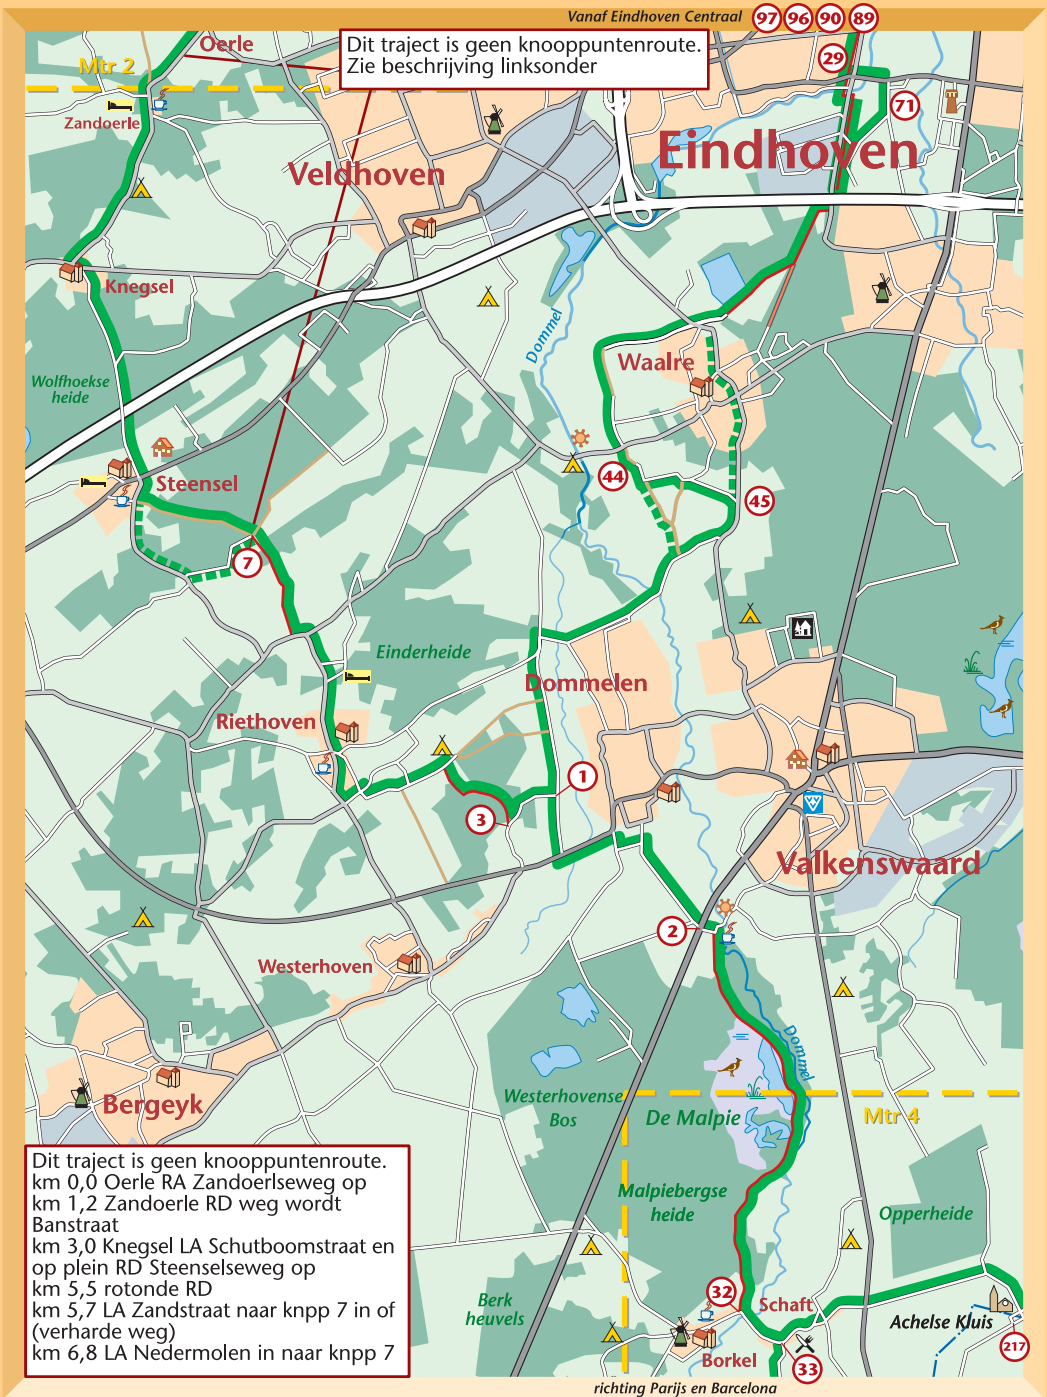 Vanaf Eindhoven Centraal 97 96 90 89
Oerle
Dit traject is geen knooppuntenroute.
Zie beschrijving linksonder
29
Mtr 2
71
Zandoerle
Eindhoven
Veldhoven
Knegsel
Dommel
Waalre
Wolfhoekse
heide
Steensel
44
45
7
Einderheide
Dommelen
Riethoven
1
3
Valkenswaard
2
Westerhoven
Dommel
Westerhovense
Bos
De Malpie
Mtr 4
Bergeyk
Malpiebergse
heide
Opperheide
Dit traject is geen knooppuntenroute.
km 0,0 Oerle RA Zandoerlseweg op
km 1,2 Zandoerle RD weg wordt
Banstraat
km 3,0 Knegsel LA Schutboomstraat en
op plein RD Steenselseweg op
km 5,5 rotonde RD
km 5,7 LA Zandstraat naar knpp 7 in of
(verharde weg)
km 6,8 LA Nedermolen in naar knpp 7
Berk
heuvels
32
Schaft
Achelse Kluis
217
Borkel
33
richting Parijs en Barcelona